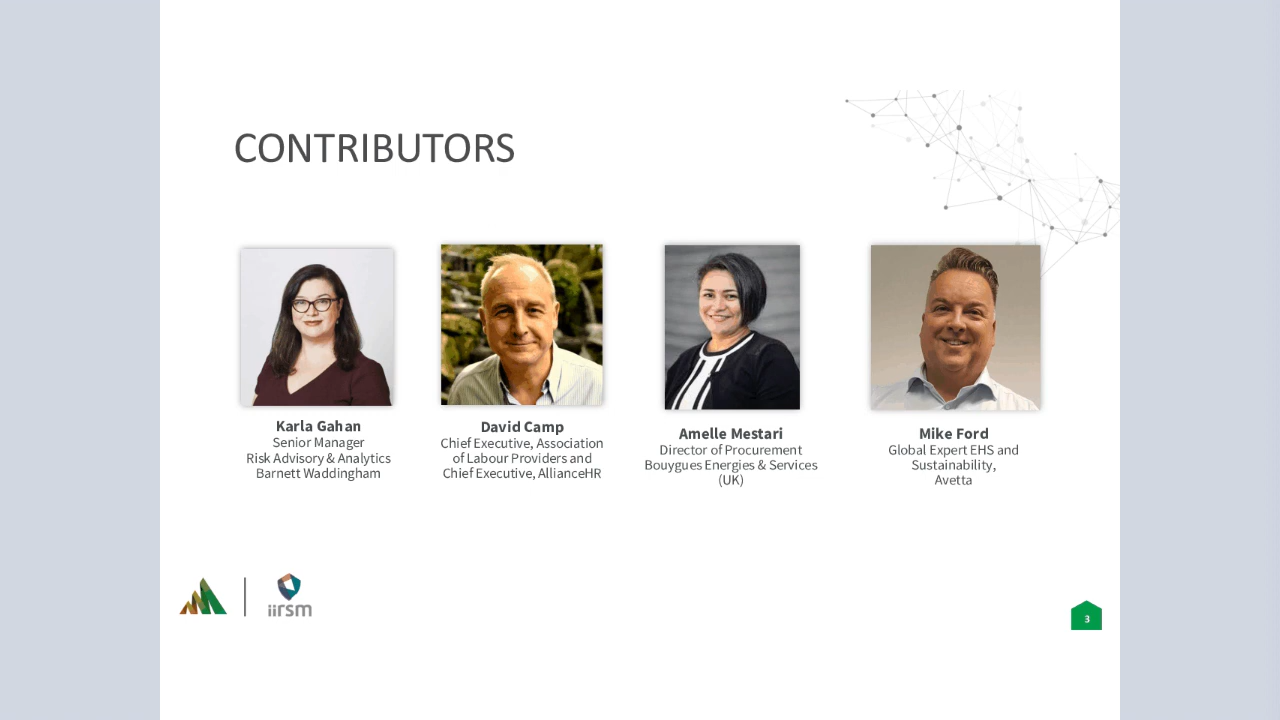 CONTRIBUTORS
Karla Gahan
Senior Manager
Risk Advisory & Analytics
Barnett Waddingham
David Camp
Chief Executive, Association
of Labour Providers and
Chief Executive, AllianceHR
Amelle Mestari
Director of Procurement
Bouygues Energies & Services
(UK)
Mike Ford
Global Expert EHS and
Sustainability,
Avetta
iirsm
3